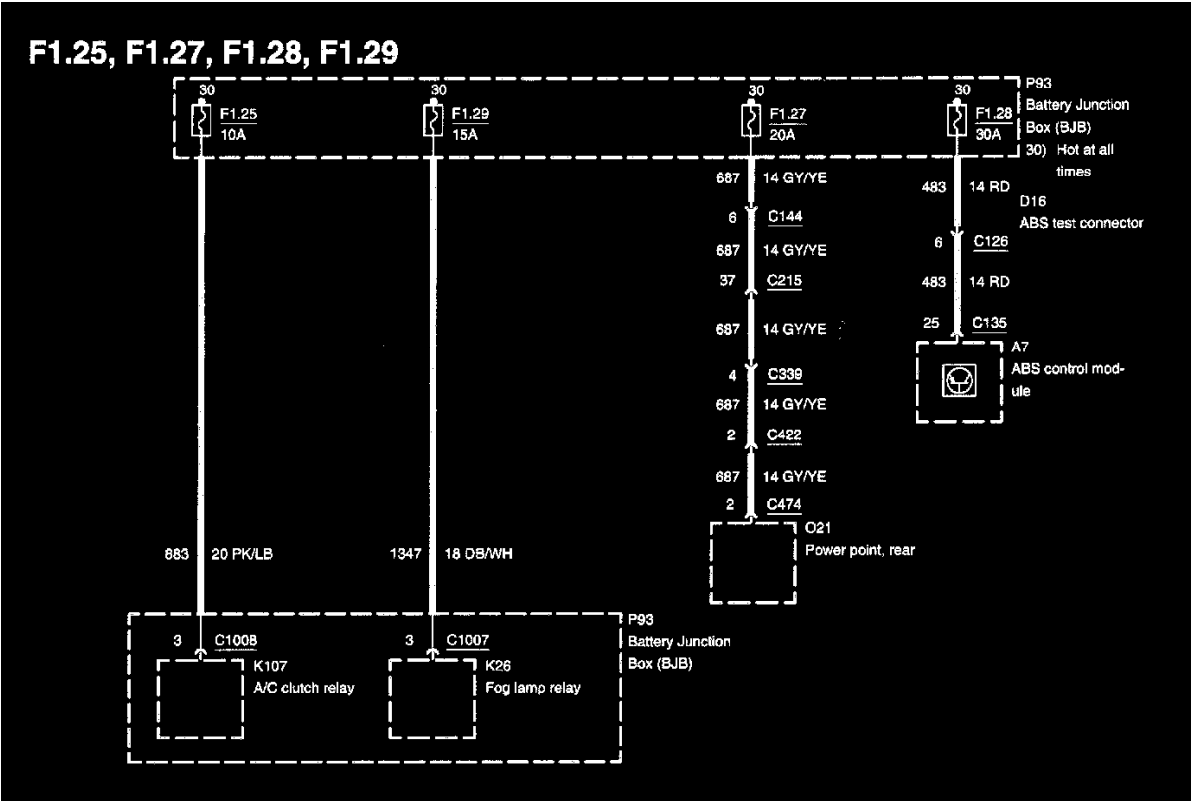 F1.25, F1.27, F1.28, F1.29
30
F1.25
10A
30
F1.29
15A
30
F1.27
20A
30
F1.28
30A
P93
Battery Junction
Box (BJB)
30) Hot at all
times
687 14 GY/YE
6 C144
687 14 GY/YE
37 C215
687 14 GY/YE
4 C339
687 14 GY/YE
2 C422
687 14 GY/YE
2 C474
O21
Power point, rear
483 14 RD
D16
ABS test connector
6 C126
483 14 RD
25 C135
A7
ABS control mod-
ule
883 20 PK/LB
1347 18 DB/WH
P93
Battery Junction
Box (BJB)
3 C1008
K107
A/C clutch relay
3 C1007
K26
Fog lamp relay